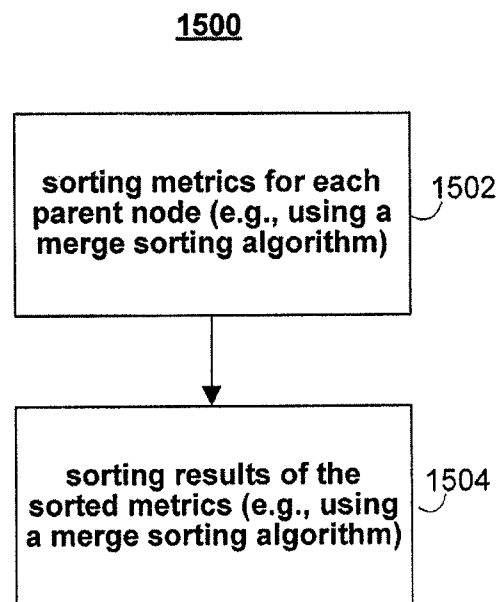 1500
sorting metrics for each
parent node (e.g., using a
merge sorting algorithm)
1502
sorting results of the
sorted metrics (e.g., using
a merge sorting algorithm)
1504